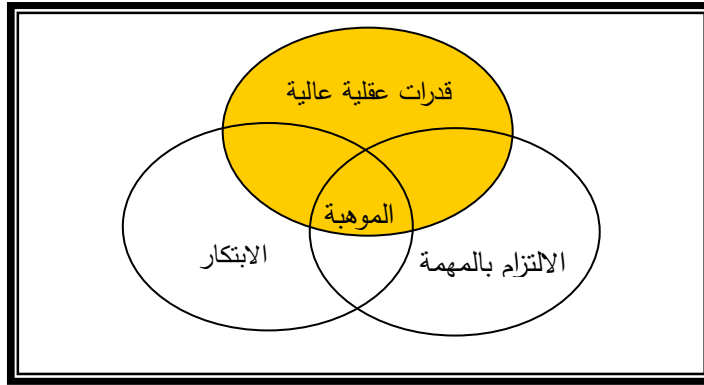 قدرات عقلية عالية
الموهبة
الالتزام بالمهمة
الابتكار